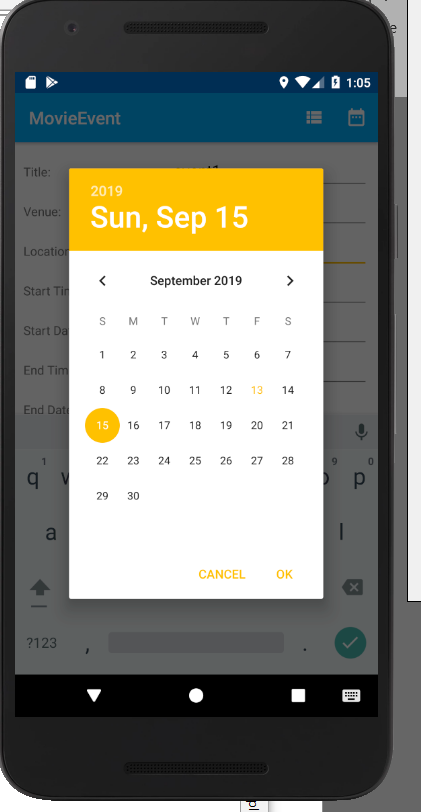 1:05
MovieEvent
Title:
Venue:
Location
Start Tim
Start Da
End Time
End Date
2019
Sun, Sep 15
September 2019
S M T W T F S
1 2 3 4 5 6 7
8 9 10 11 12 13 14
15 16 17 18 19 20 21
22 23 24 25 26 27 28
29 30
CANCEL OK
1 9 0
q p
a l
?123 , .